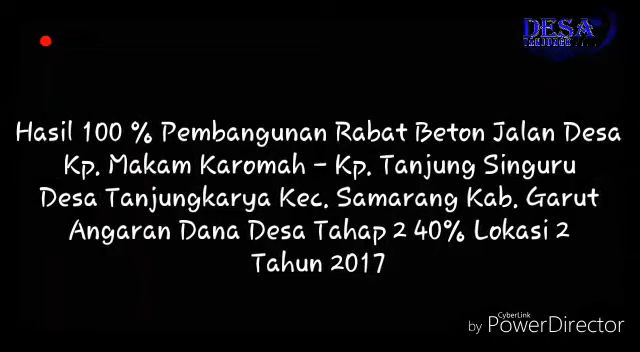 DESA
Hasil 100 % Pembangunan Rabat Beton Jalan Desa
Kp. Makam Karomah - Kp. Tanjung Singuru
Desa Tanjungkarya Kec. Samarang Kab. Garut
Angaran Dana Desa Tahap 2 40% Lokasi 2
Tahun 2017
CyberLink
by PowerDirector